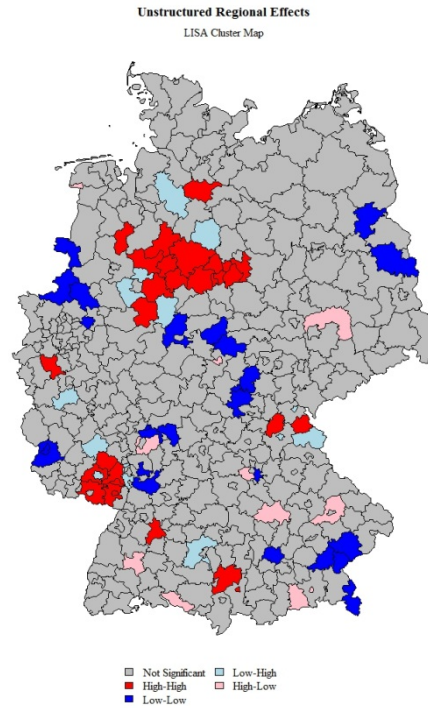 Unstructured Regional Effects
LISA Cluster Map
Not Significant
High-High
Low-Low
Low-High
High-Low